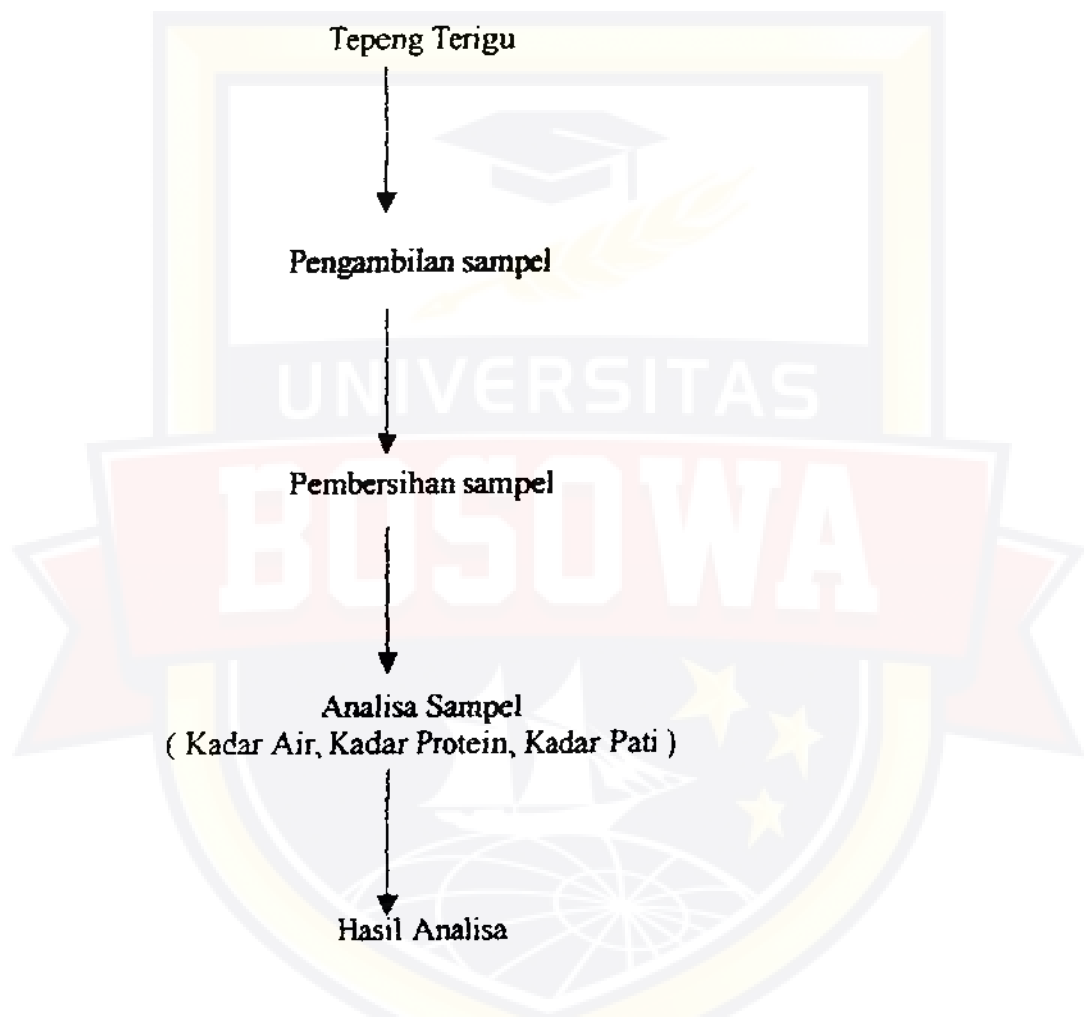 Tepeng Terigu
Pengambilan sampel
UNIVERSITAS
Pembersihan sampel
BOSOWA
Analisa Sampel
( Kadar Air, Kadar Protein, Kadar Pati )
Hasil Analisa